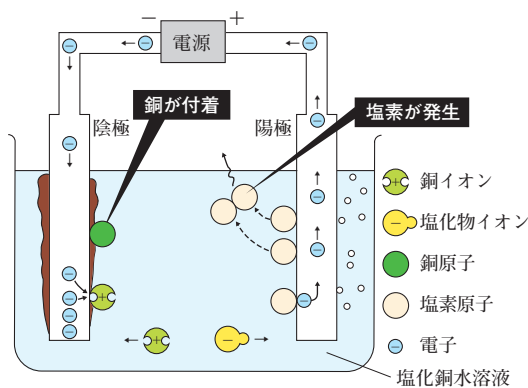 − 電源 +
銅が付着
塩素が発生
陰極
陽極
銅イオン
塩化物イオン
銅原子
塩素原子
電子
塩化銅水溶液